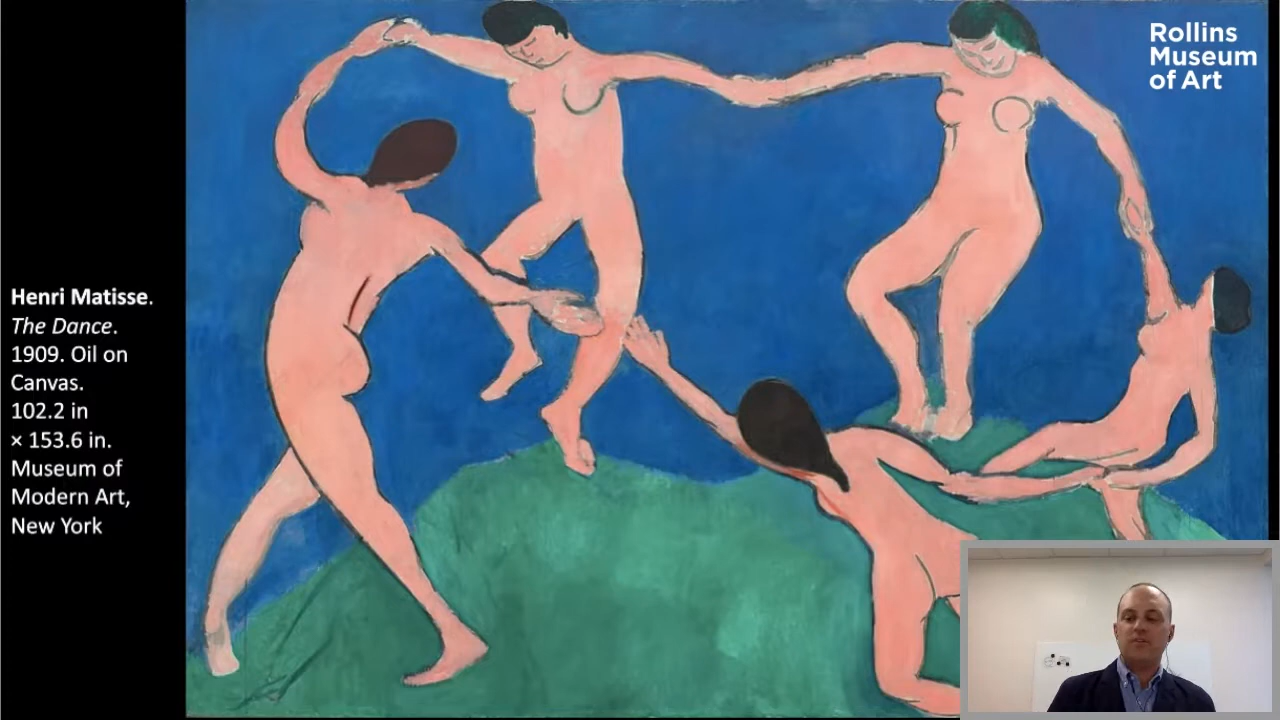 Rollins
Museum
of Art
Henri Matisse.
The Dance.
1909. Oil on
Canvas.
102.2 in
× 153.6 in.
Museum of
Modern Art,
New York